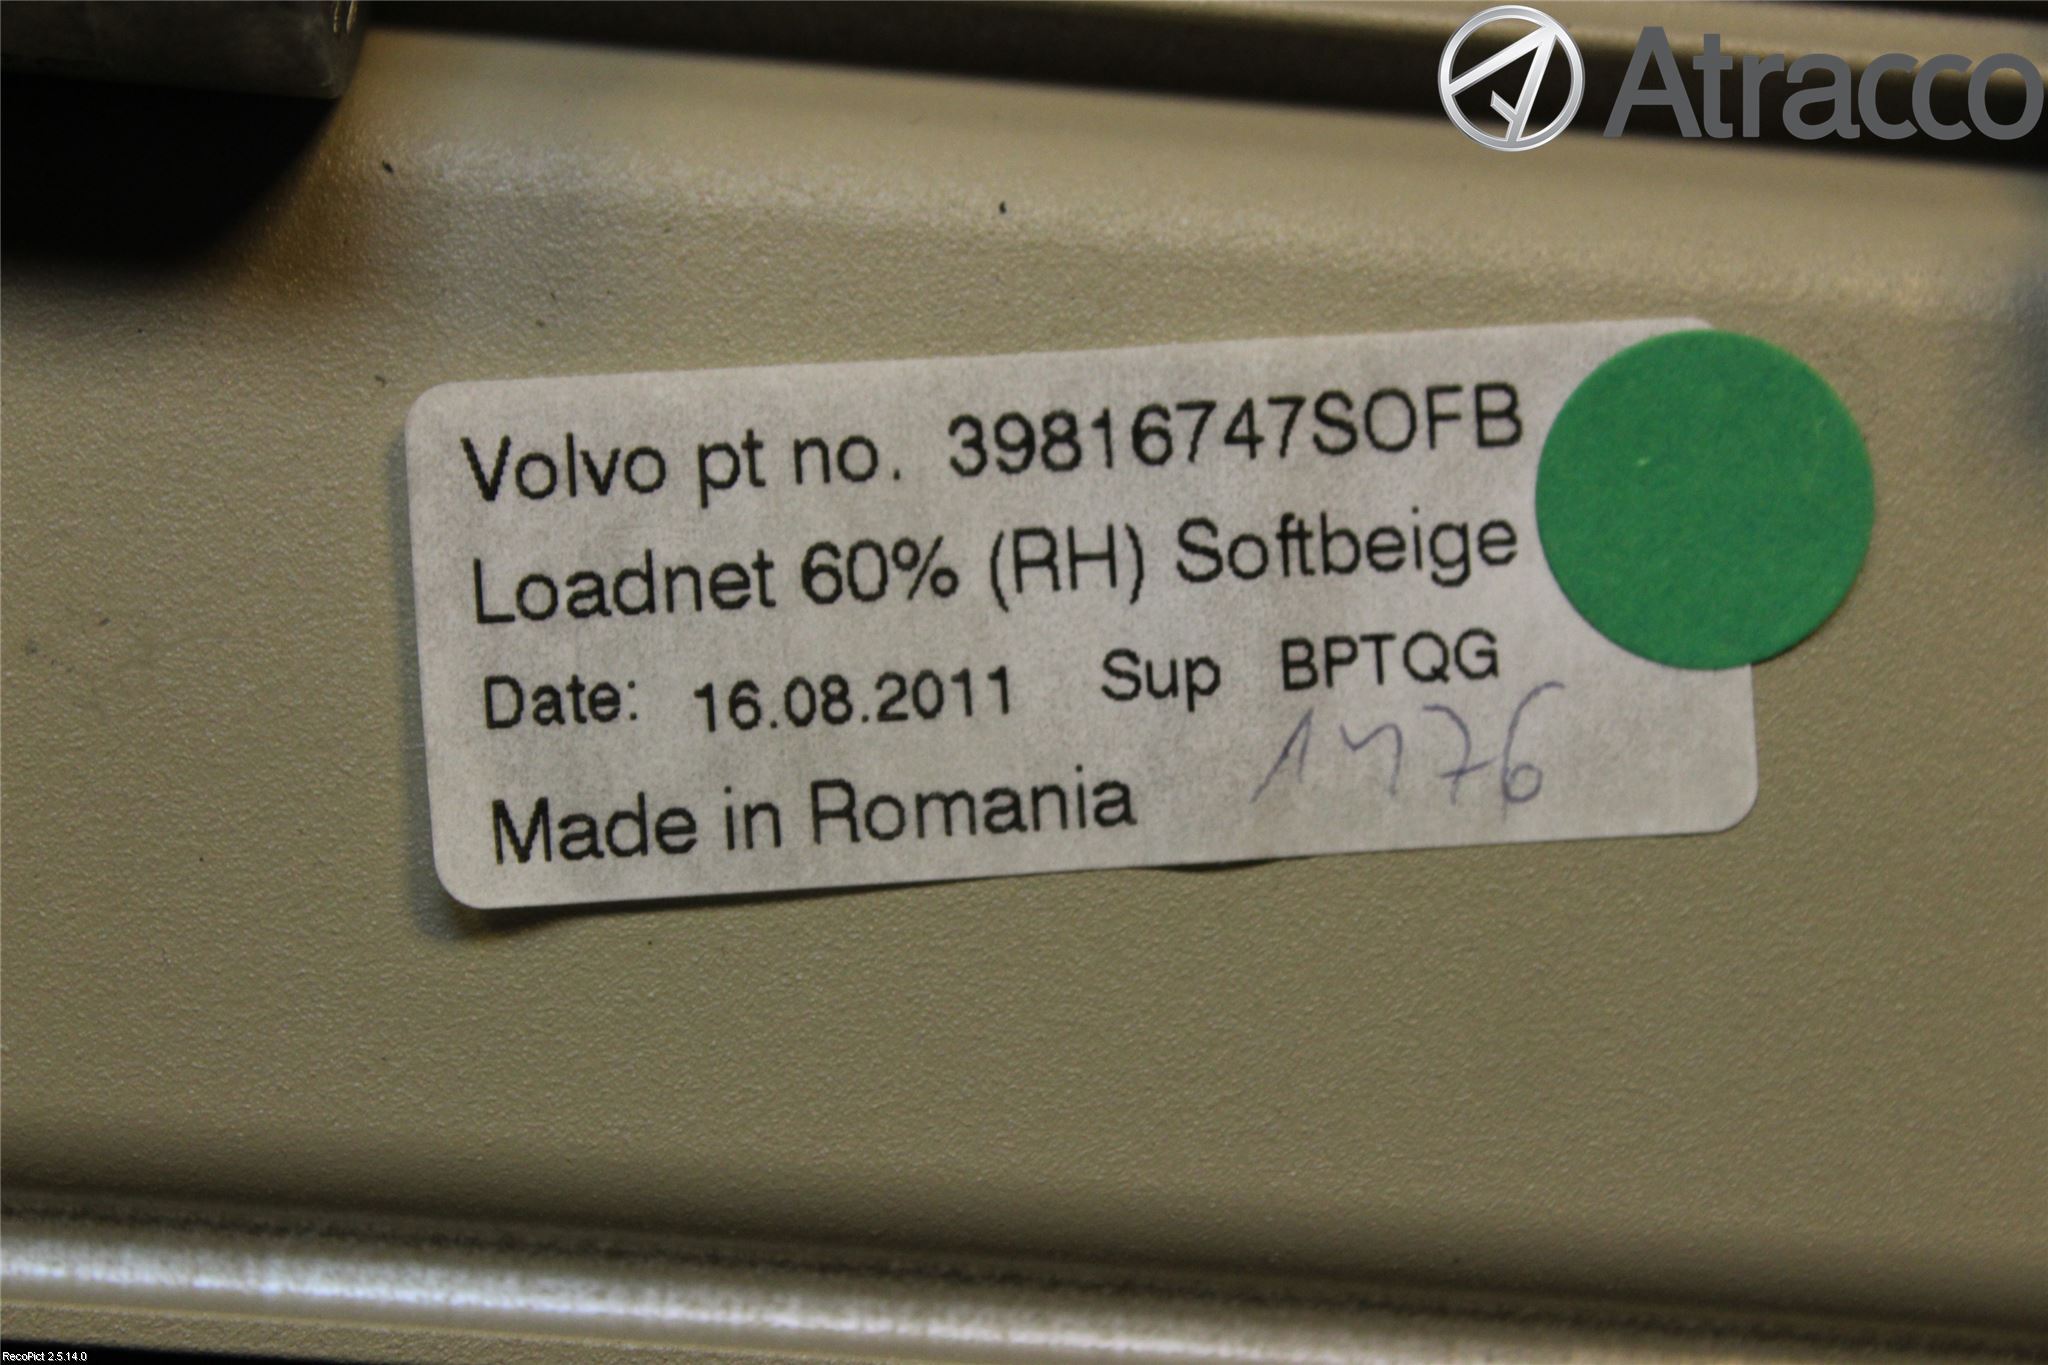 Atracco
Volvo pt no. 39816747SOFB
Loadnet 60% (RH) Softbeige
Date: 16.08.2011 Sup BPTQG
Made in Romania
RecoPict 2.5.14.0